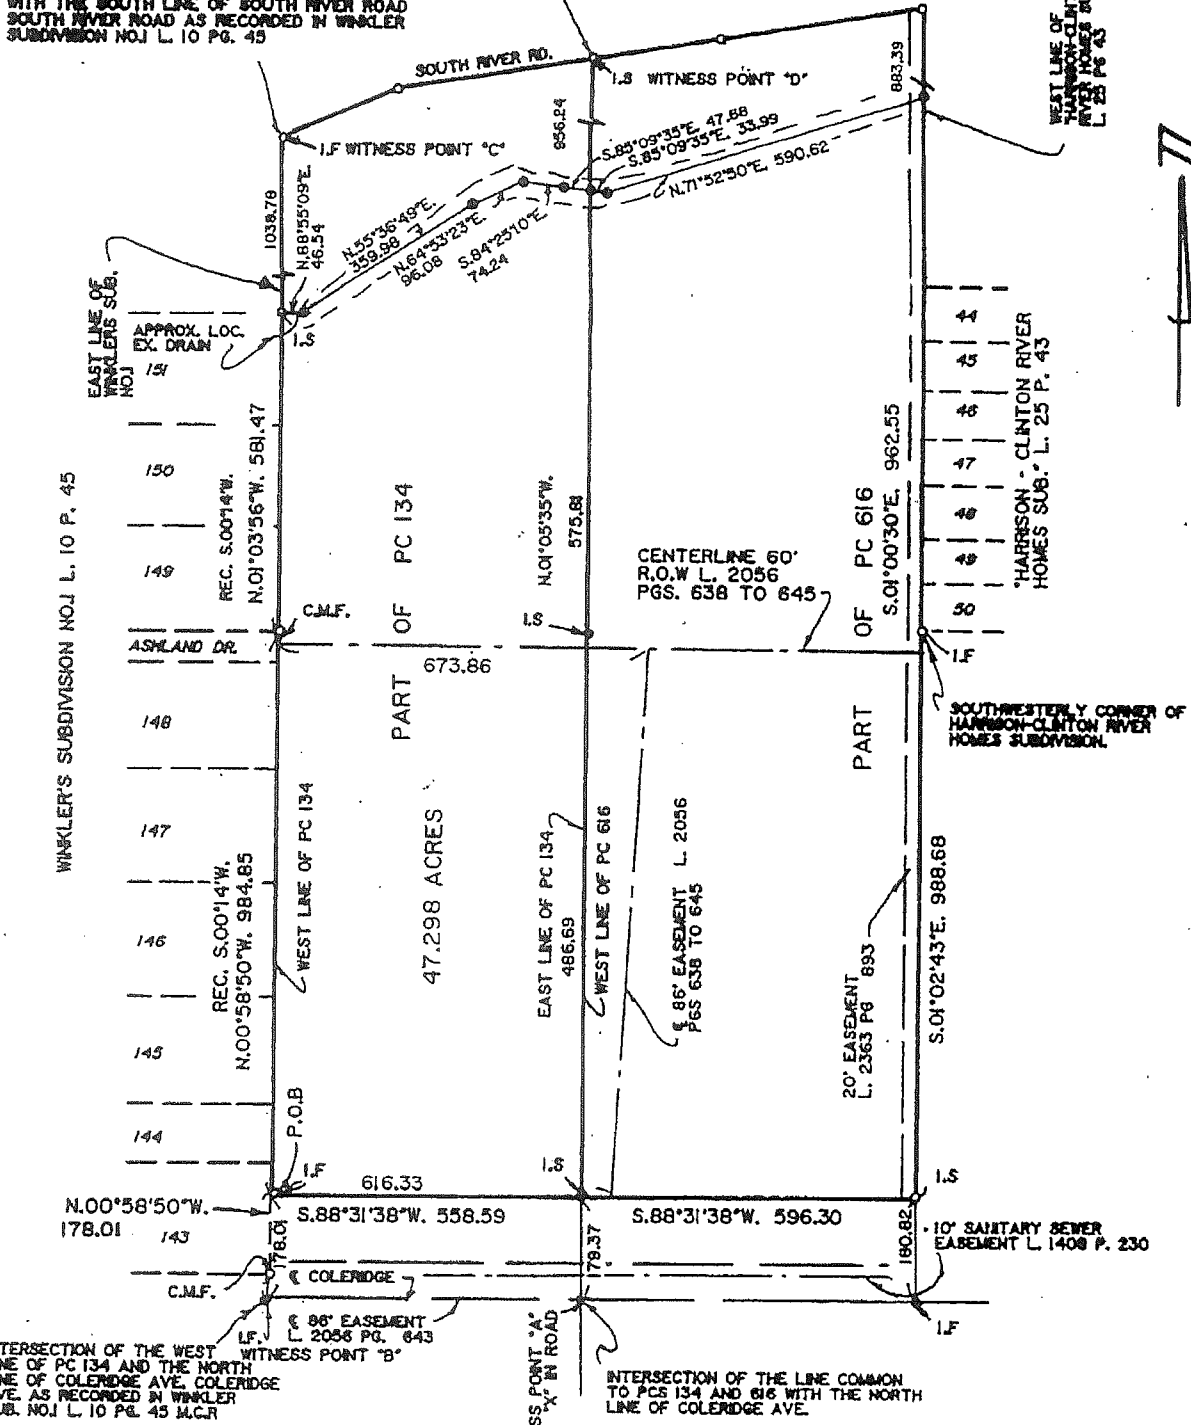 WITH THE SOUTH LINE OF SOUTH RIVER ROAD
SOUTH RIVER ROAD AS RECORDED IN WINKLER
SUBDIVISION NO.1 L. 10 PG. 45
WEST LINE OF
"HARRISON-CLINT
RIVER HOMES S
L. 25 PG 43
SOUTH RIVER RD.
I.S WITNESS POINT "D"
I.F WITNESS POINT "C"
883.39
956.24
1038.78
S.85°09'35"E. 47.68
S.85°09'35"E. 33.99
N.71°52'50"E. 590.62
N.88°55'09"E.
46.54
N.55°36'49"E.
359.98
N.64°53'23"E.
96.08
S.84°25'10"E.
74.24
EAST LINE OF
WINKLERS SUB.
NO.1
APPROX. LOC.
EX. DRAIN
I.S
151
150
149
ASHLAND DR.
148
147
146
145
144
143
WINKLER'S SUBDIVISION NO.1 L. 10 P. 45
REC. S.00°14'W.
N.01°03'56"W. 581.47
C.M.F.
PART OF PC 134
N.01°05'35"W.
575.81
CENTERLINE 60'
R.O.W L. 2056
PGS. 638 TO 645
I.S
673.86
PART OF PC 616
S.01°00'30"E. 962.55
44
45
46
47
48
49
50
"HARRISON - CLINTON RIVER
HOMES SUB." L. 25 P. 43
I.F
SOUTHWESTERLY CORNER OF
HARRISON-CLINTON RIVER
HOMES SUBDIVISION.
REC. S.00°14'W.
N.00°58'50"W. 984.85
WEST LINE OF PC 134
47.298 ACRES
EAST LINE OF PC 134
486.69
WEST LINE OF PC 616
℄ 86' EASEMENT L. 2056
PGS 638 TO 645
20' EASEMENT
L. 2363 PG 893
S.01°02'43"E. 988.68
P.O.B
I.F
616.33
I.S
I.S
N.00°58'50"W.
178.01
S.88°31'38"W. 558.59
S.88°31'38"W. 596.30
178.01
179.37
180.82
10' SANITARY SEWER
EASEMENT L. 1408 P. 230
C.M.F.
℄ COLERIDGE
℄ 86' EASEMENT
L. 2056 PG. 643
I.F.
WITNESS POINT "B"
I.F
TERSECTION OF THE WEST
NE OF PC 134 AND THE NORTH
NE OF COLERIDGE AVE. COLERIDGE
VE. AS RECORDED IN WINKLER
UB. NO.1 L. 10 PG. 45 M.C.R
SS POINT "A"
"X" IN ROAD
INTERSECTION OF THE LINE COMMON
TO PCS 134 AND 616 WITH THE NORTH
LINE OF COLERIDGE AVE.